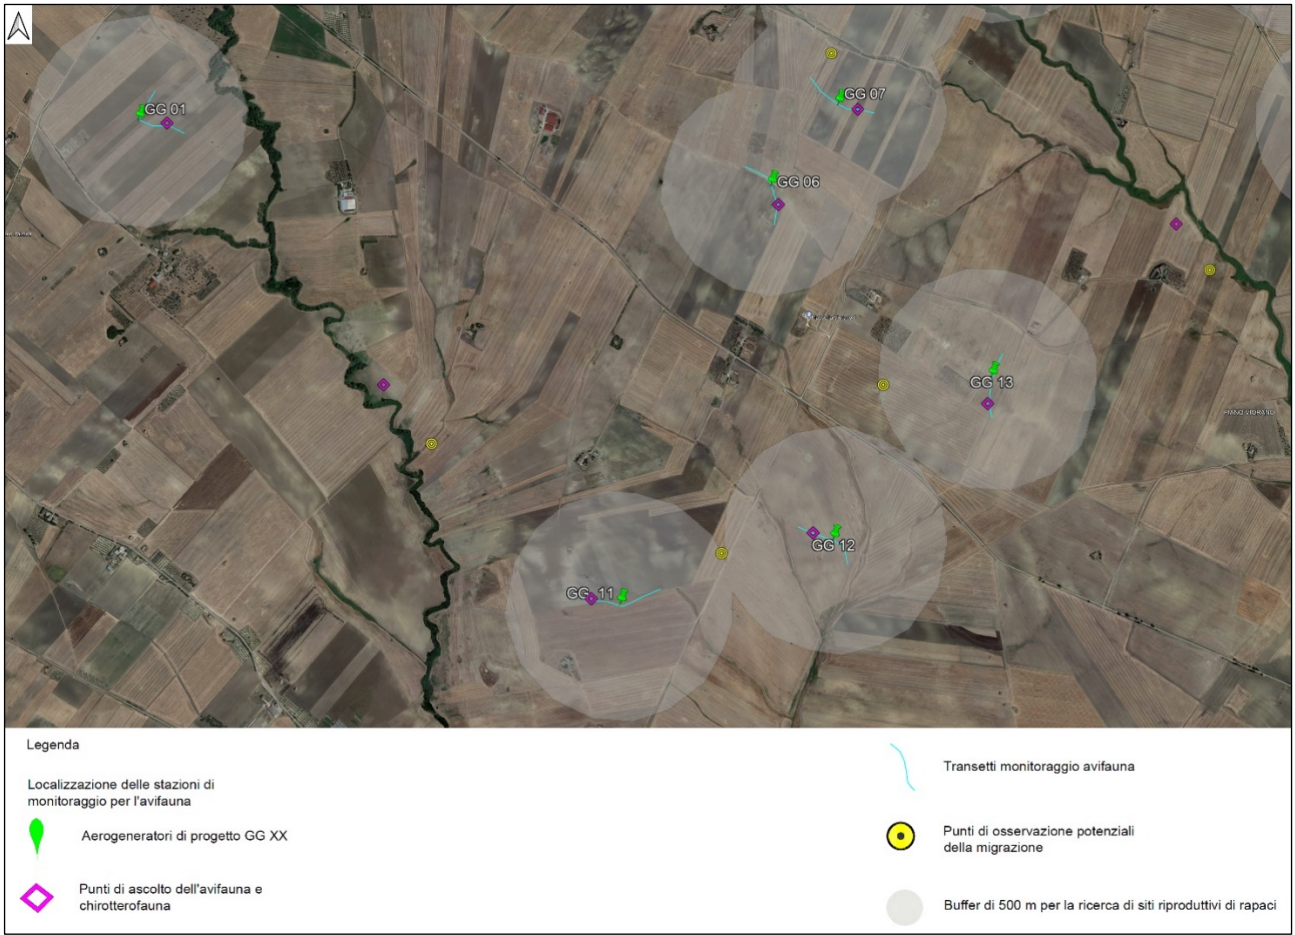 GG 01
GG 07
GG 06
GG 13
GG 12
GG 11
Legenda
Localizzazione delle stazioni di
monitoraggio per l'avifauna
Aerogeneratori di progetto GG XX
Punti di ascolto dell'avifauna e
chirotterofauna
Transetti monitoraggio avifauna
Punti di osservazione potenziali
della migrazione
Buffer di 500 m per la ricerca di siti riproduttivi di rapaci